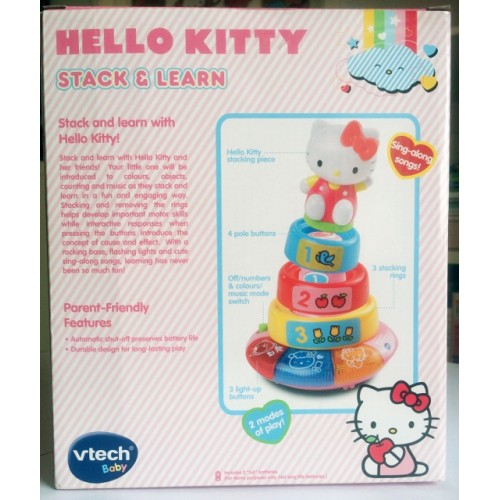 HELLO KITTY
STACK & LEARN
Stack and learn with
Hello Kitty!
Stack and learn with Hello Kitty and
her friends! Your little one will be
introduced to colours, objects,
counting and music as they stack and
learn in a fun and engaging way.
Stacking and removing the rings
helps develop important motor skills
while interactive responses when
pressing the buttons introduce the
concept of cause and effect. With a
rocking base, flashing lights and cute
sing-along songs, learning has never
been so much fun!
Parent-Friendly
Features
• Automatic shut-off preserves battery life
• Durable design for long-lasting play
Hello Kitty
stacking piece
Sing-along
songs!
4 pole buttons
1
1
Off/numbers
& colours/
music mode
switch
3 stacking
rings
2
3
3 light-up
buttons
2 modes
of play!
vtech
Baby